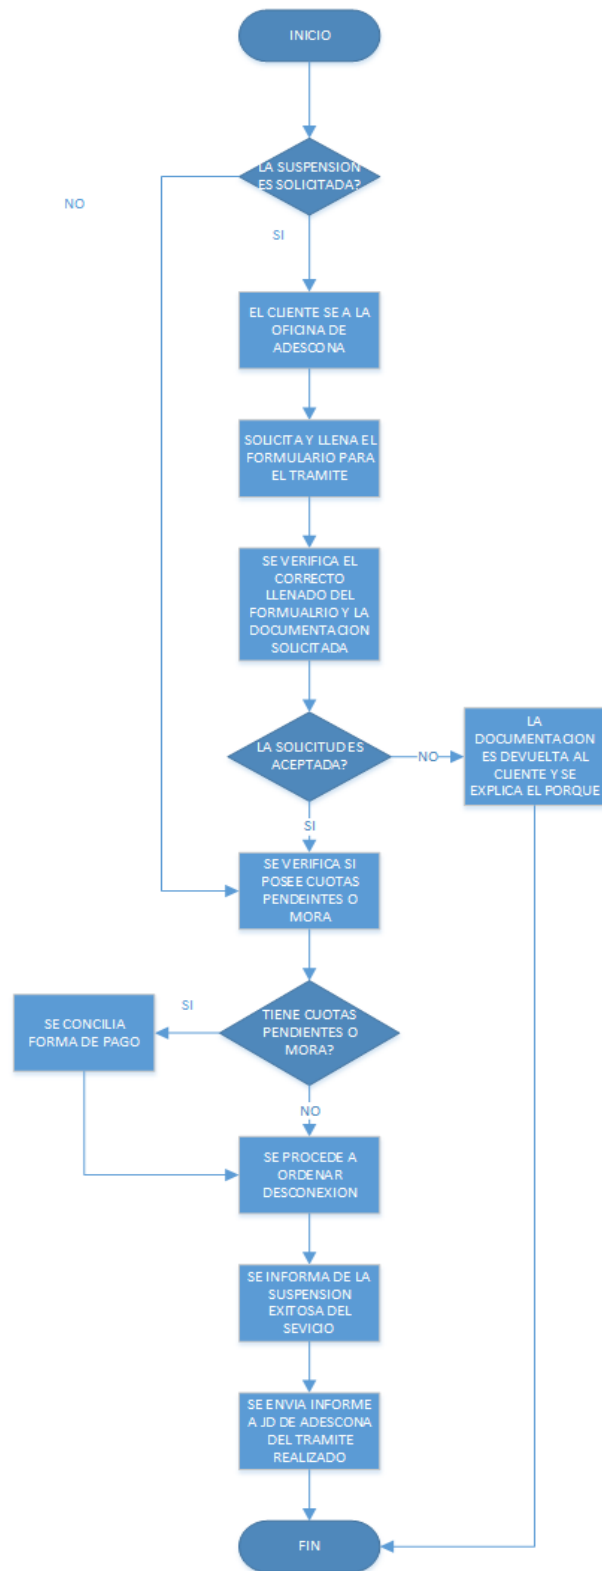 INICIO
LA SUSPENSION
ES SOLICITADA?
NO
SI
EL CLIENTE SE A LA
OFICINA DE
ADESCONA
SOLICITA Y LLENA EL
FORMULARIO PARA
EL TRAMITE
SE VERIFICA EL
CORRECTO
LLENADO DEL
FORMUALRIO Y LA
DOCUMENTACION
SOLICITADA
LA SOLICITUD ES
ACEPTADA?
NO
LA
DOCUMENTACION
ES DEVUELTA AL
CLIENTE Y SE
EXPLICA EL PORQUE
SI
SE VERIFICA SI
POSEE CUOTAS
PENDEINTES O
MORA
TIENE CUOTAS
PENDIENTES O
MORA?
SI
SE CONCILIA
FORMA DE PAGO
NO
SE PROCEDE A
ORDENAR
DESCONEXION
SE INFORMA DE LA
SUSPENSION
EXITOSA DEL
SEVICIO
SE ENVIA INFORME
A JD DE ADESCONA
DEL TRAMITE
REALIZADO
FIN